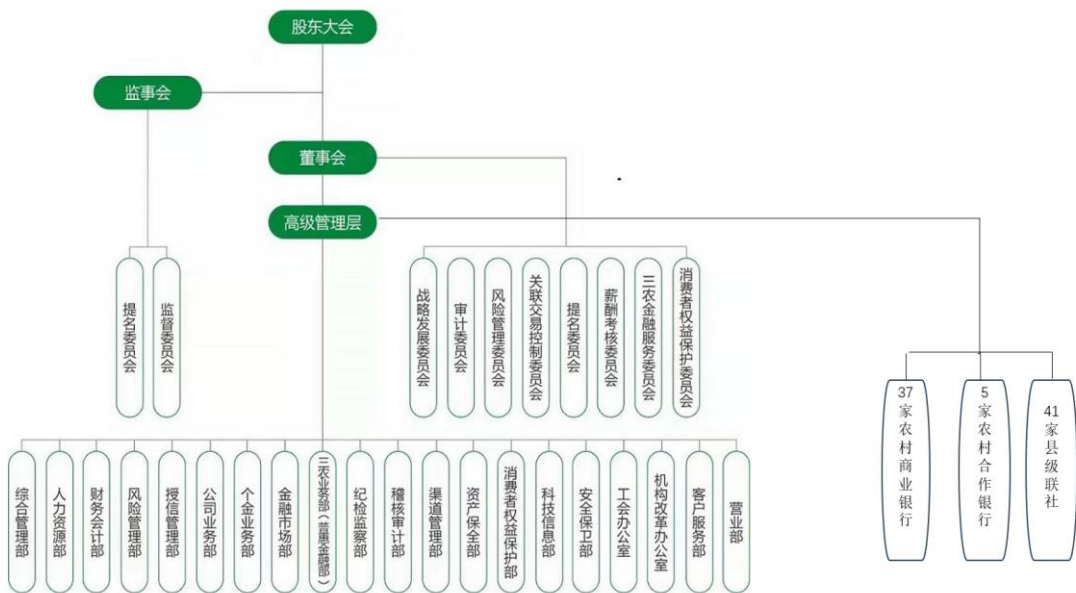 股东大会
监事会
董事会
高级管理层
提名委员会
监督委员会
战略发展委员会
审计委员会
风险管理委员会
关联交易控制委员会
提名委员会
薪酬考核委员会
三农金融服务委员会
消费者权益保护委员会
37
家农村商业银行
5
家农村合作银行
41
家县级联社
综合管理部
人力资源部
财务会计部
风险管理部
授信管理部
公司业务部
个金业务部
金融市场部
三农业务部（普惠金融部）
纪检监察部
稽核审计部
渠道管理部
资产保全部
消费者权益保护部
科技信息部
安全保卫部
工会办公室
机构改革办公室
客户服务部
营业部